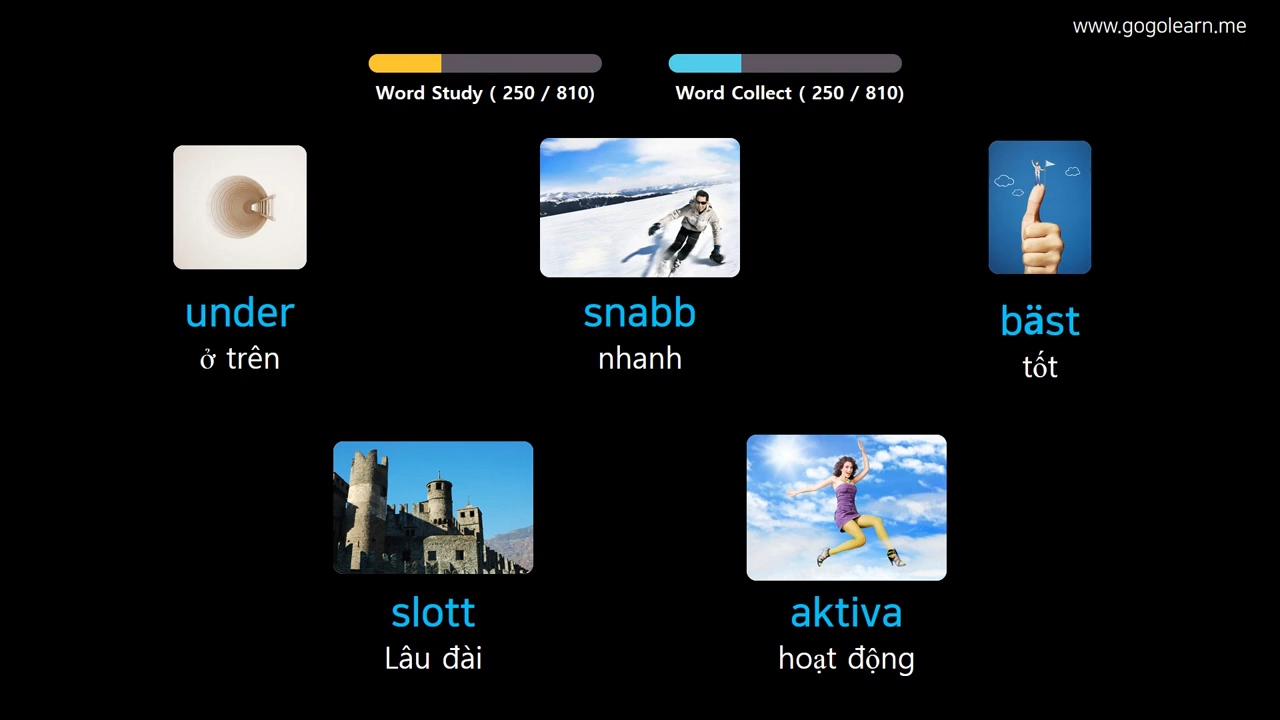 www.gogolearn.me
Word Study ( 250 / 810)
Word Collect ( 250 / 810)
under
ở trên
snabb
nhanh
bäst
tốt
slott
Lâu đài
aktiva
hoạt động